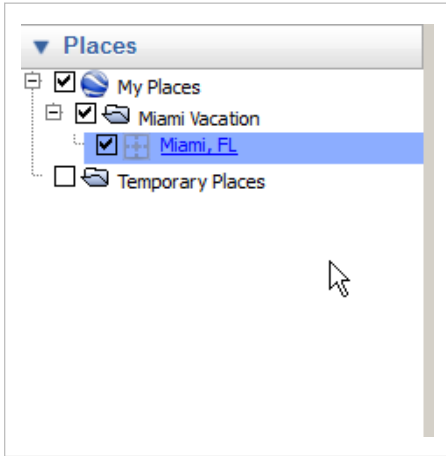 Places
My Places
Miami Vacation
Miami, FL
Temporary Places